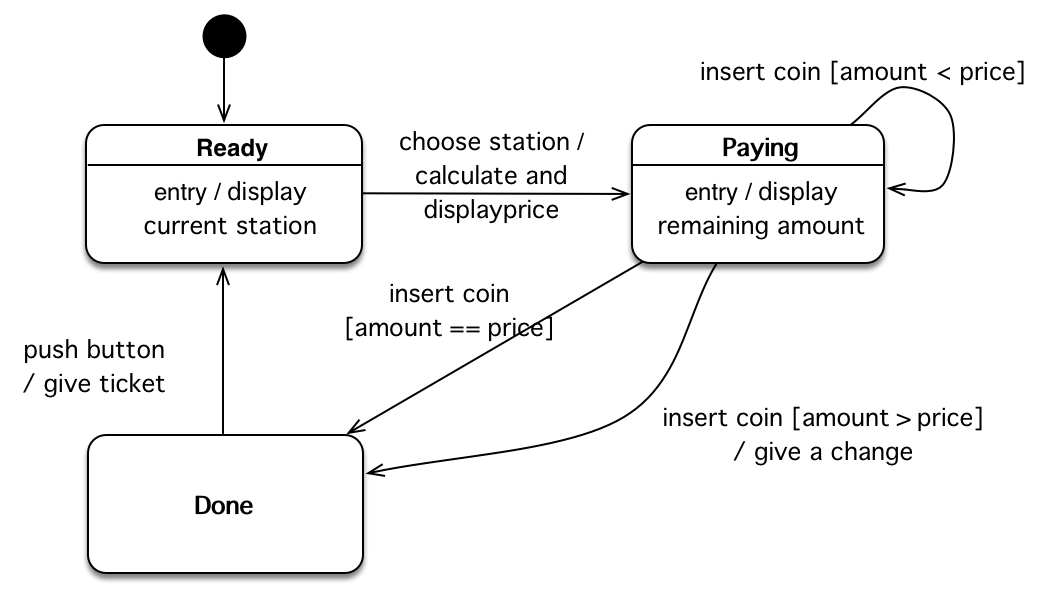 insert coin [amount < price]
Ready
entry / display
current station
choose station /
calculate and
displayprice
Paying
entry / display
remaining amount
insert coin
[amount == price]
push button
/ give ticket
insert coin [amount > price]
/ give a change
Done